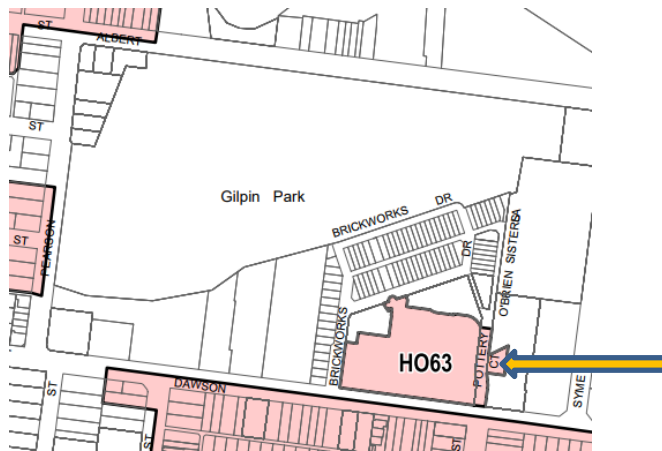 ST
ALBERT
ST
Gilpin Park
BRICKWORKS DR
ST
PEARSON
DR
O'BRIEN SISTERS
BRICKWORKS
HO63
POTTERY
CT
DAWSON
ST
SYME
ST
ST